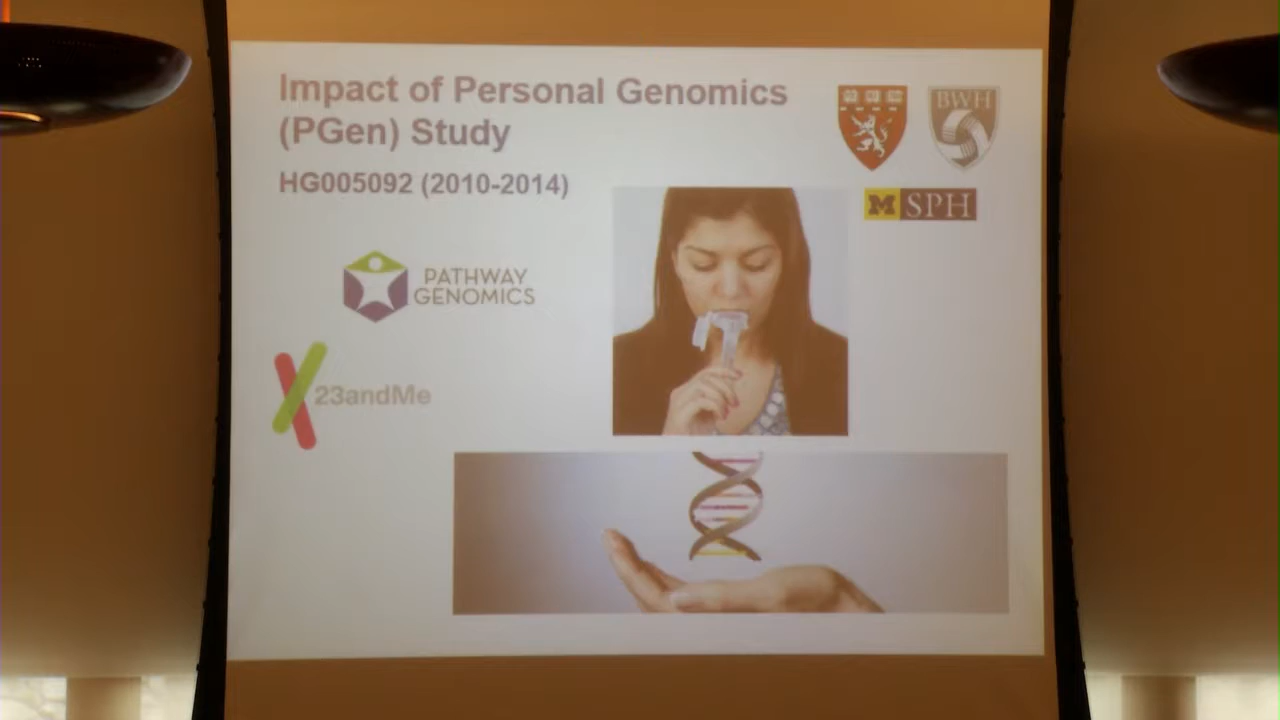 Impact of Personal Genomics
(PGen) Study
HG005092 (2010-2014)
BWH
M SPH
PATHWAY
GENOMICS
23andMe